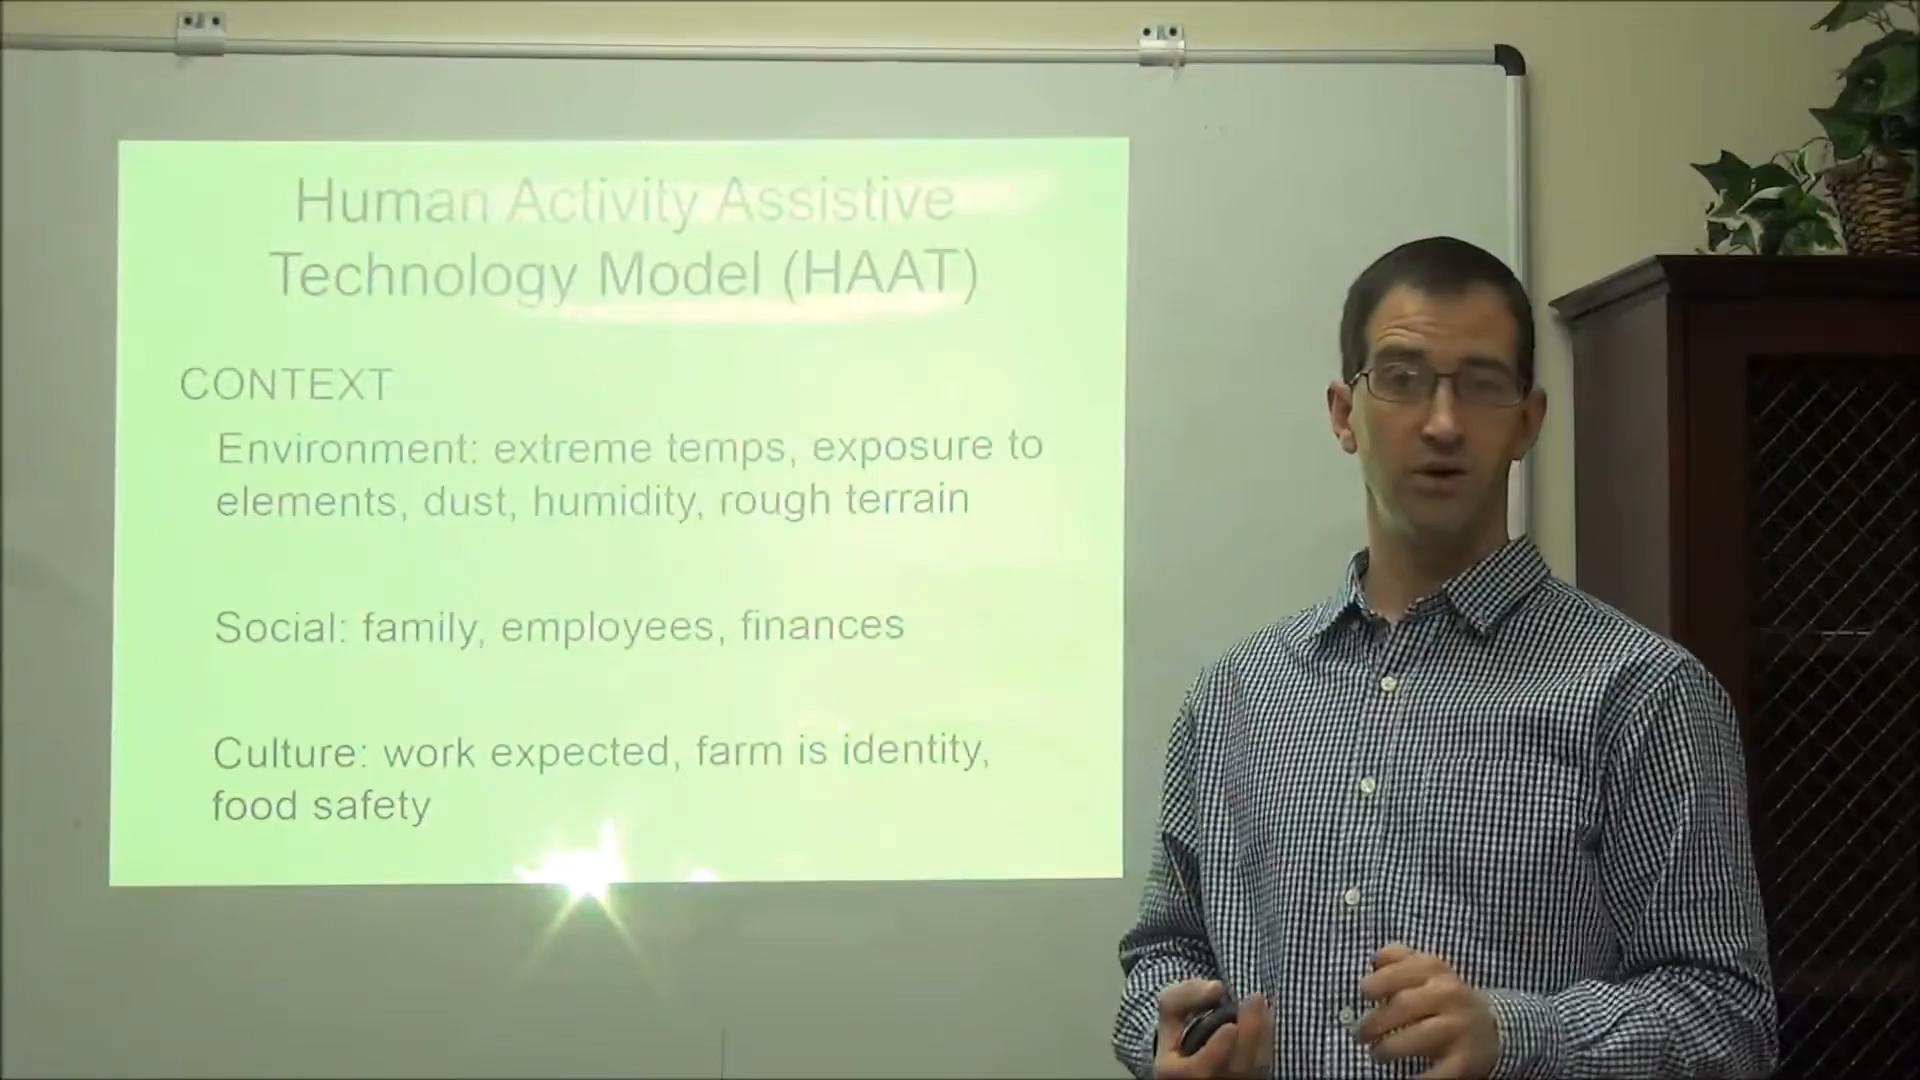 Human Activity Assistive
Technology Model (HAAT)
CONTEXT
Environment: extreme temps, exposure to
elements, dust, humidity, rough terrain
Social: family, employees, finances
Culture: work expected, farm is identity,
food safety